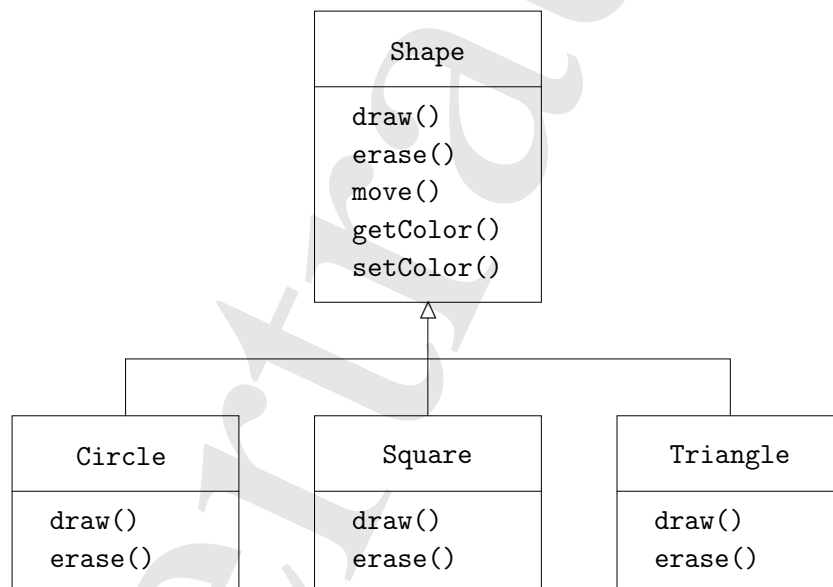 Shape
draw()
erase()
move()
getColor()
setColor()
Circle
draw()
erase()
Square
draw()
erase()
Triangle
draw()
erase()